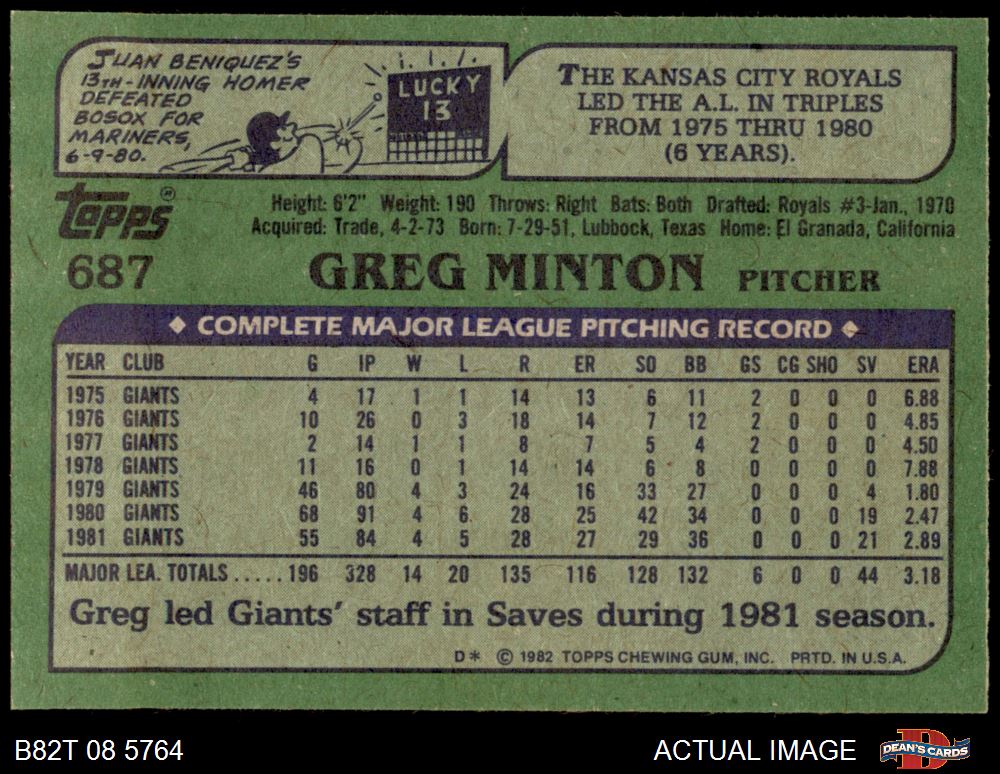 JUAN BENIQUEZ'S
13TH-INNING HOMER
DEFEATED
BOSOX FOR
MARINERS,
6-9-80.
LUCKY
13
THE KANSAS CITY ROYALS
LED THE A.L. IN TRIPLES
FROM 1975 THRU 1980
(6 YEARS).
Topps®
Height: 6'2" Weight: 190 Throws: Right Bats: Both Drafted: Royals #3-Jan., 1970
Acquired: Trade, 4-2-73 Born: 7-29-51, Lubbock, Texas Home: El Granada, California
687 GREG MINTON PITCHER
◆ COMPLETE MAJOR LEAGUE PITCHING RECORD ◆
YEAR CLUB G IP W L R ER SO BB GS CG SHO SV ERA
1975 GIANTS 4 17 1 1 14 13 6 11 2 0 0 0 6.88
1976 GIANTS 10 26 0 3 18 14 7 12 2 0 0 0 4.85
1977 GIANTS 2 14 1 1 8 7 5 4 2 0 0 0 4.50
1978 GIANTS 11 16 0 1 14 14 6 8 0 0 0 0 7.88
1979 GIANTS 46 80 4 3 24 16 33 27 0 0 0 4 1.80
1980 GIANTS 68 91 4 6 28 25 42 34 0 0 0 19 2.47
1981 GIANTS 55 84 4 5 28 27 29 36 0 0 0 21 2.89
MAJOR LEA. TOTALS ..... 196 328 14 20 135 116 128 132 6 0 0 44 3.18
Greg led Giants' staff in Saves during 1981 season.
D* © 1982 TOPPS CHEWING GUM, INC. PRTD. IN U.S.A.
B82T 08 5764 ACTUAL IMAGE
DEAN'S CARDS